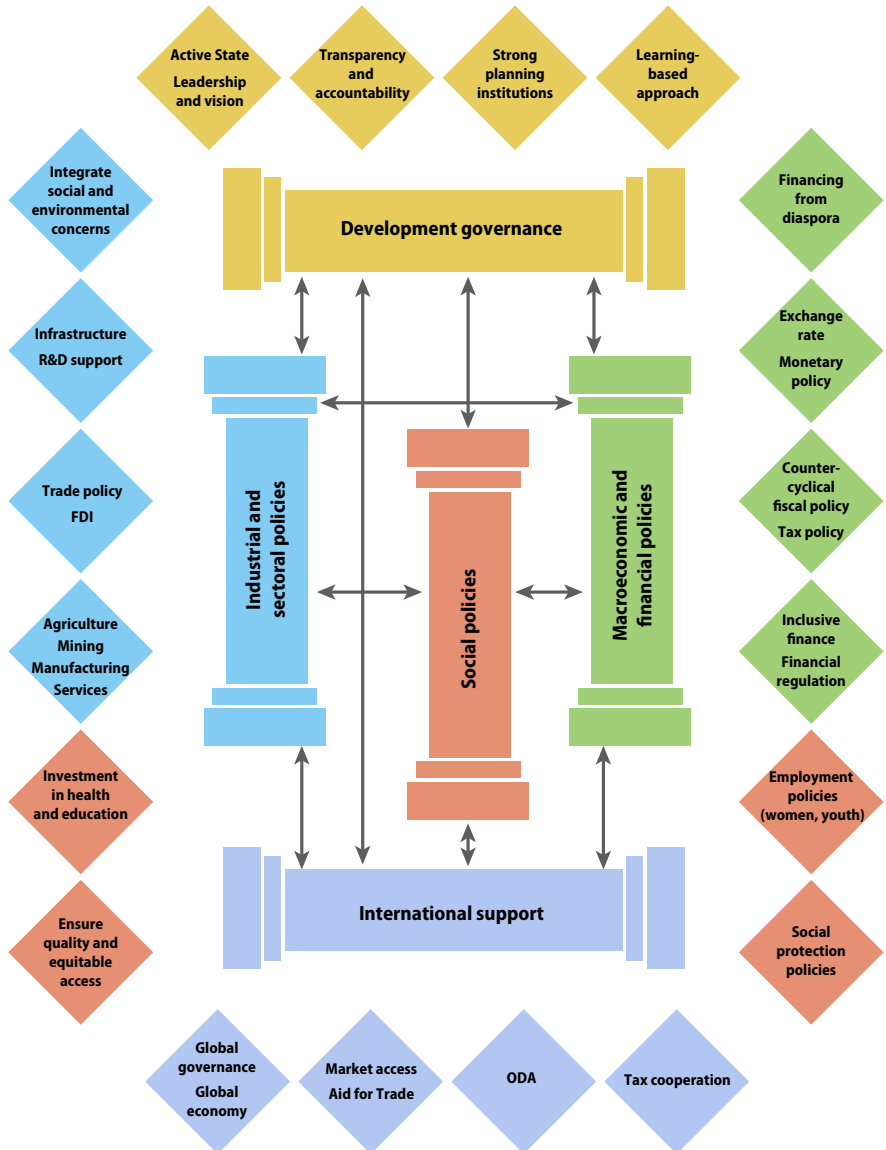 Active State
Leadership
and vision
Transparency
and
accountability
Strong
planning
institutions
Learning-
based
approach
Integrate
social and
environmental
concerns
Infrastructure
R&D support
Trade policy
FDI
Agriculture
Mining
Manufacturing
Services
Investment
in health
and education
Ensure
quality and
equitable
access
Development governance
Industrial and
sectoral policies
Social policies
Macroeconomic and
financial policies
International support
Financing
from
diaspora
Exchange
rate
Monetary
policy
Counter-
cyclical
fiscal policy
Tax policy
Inclusive
finance
Financial
regulation
Employment
policies
(women, youth)
Social
protection
policies
Global
governance
Global
economy
Market access
Aid for Trade
ODA
Tax cooperation